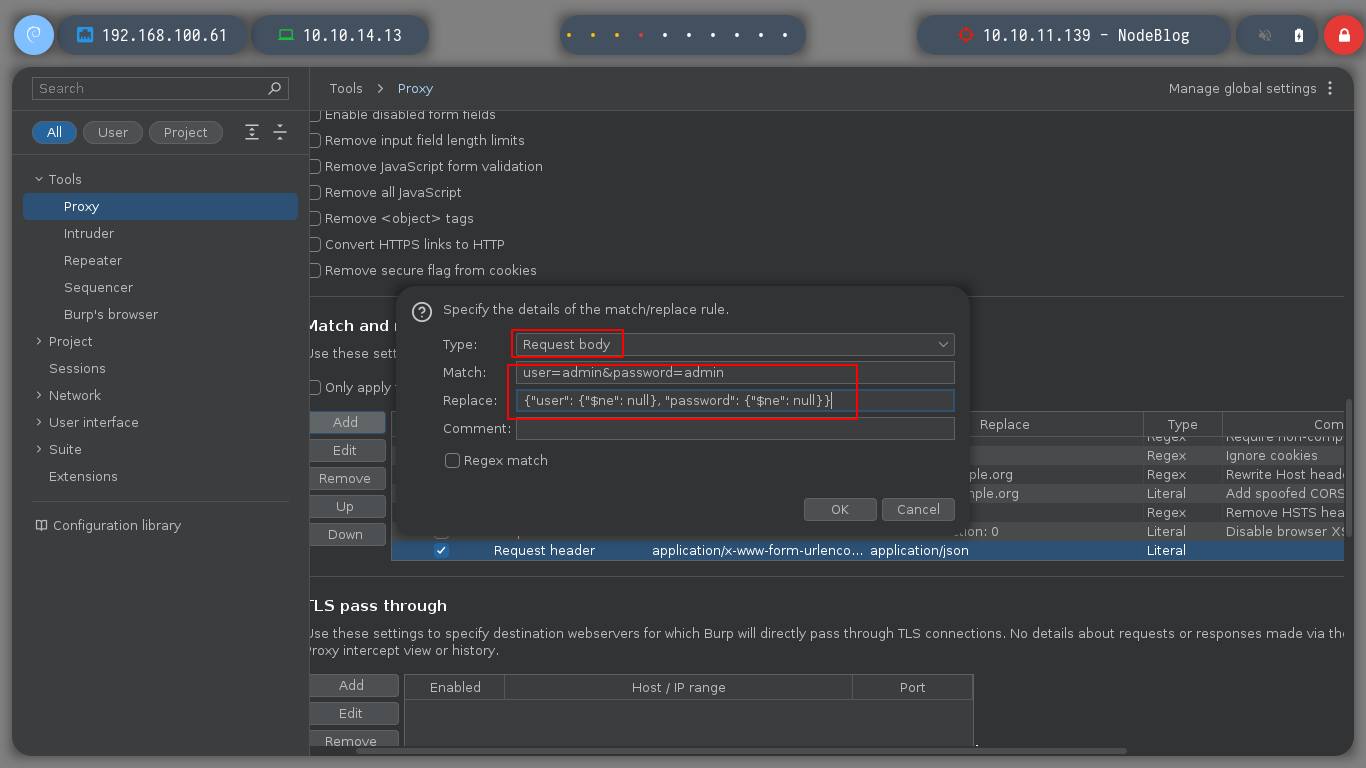 192.168.100.61
10.10.14.13
10.10.11.139 - NodeBlog
Search
Tools > Proxy
Manage global settings
All
User
Project
Tools
Proxy
Intruder
Repeater
Sequencer
Burp's browser
Project
Sessions
Network
User interface
Suite
Extensions
Configuration library
Enable disabled form fields
Remove input field length limits
Remove JavaScript form validation
Remove all JavaScript
Remove <object> tags
Convert HTTPS links to HTTP
Remove secure flag from cookies
Match and
Use these
Only apply
Specify the details of the match/replace rule.
Type: Request body
Match: user=admin&password=admin
Replace: {"user": {"$ne": null}, "password": {"$ne": null}}
Comment:
Regex match
OK
Cancel
Add
Edit
Remove
Up
Down
Replace Type Com
Regex Require non-comp
Regex Ignore cookies
ple.org Regex Rewrite Host heade
mple.org Literal Add spoofed CORS
Regex Remove HSTS hea
ction: 0 Literal Disable browser XS
Request header application/x-www-form-urlenco... application/json Literal
TLS pass through
Use these settings to specify destination webservers for which Burp will directly pass through TLS connections. No details about requests or responses made via the
Proxy intercept view or history.
Add
Edit
Remove
Enabled Host / IP range Port